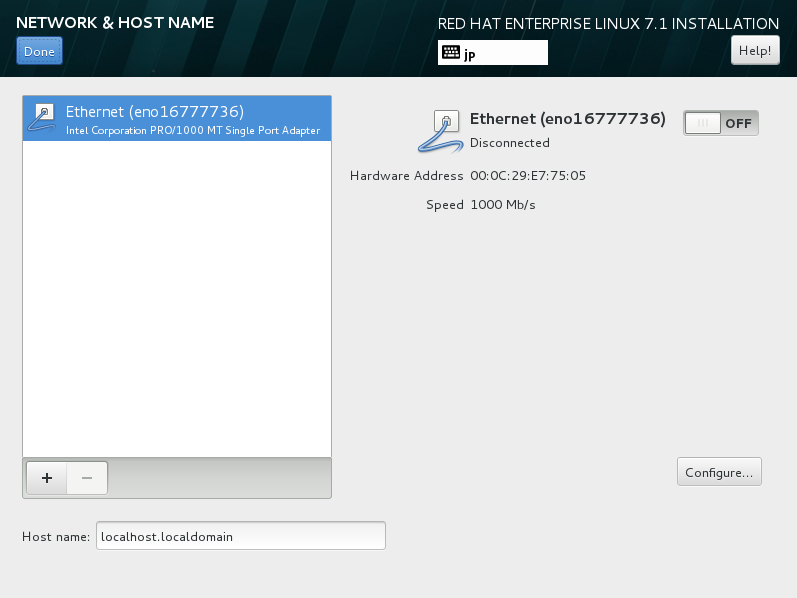 NETWORK & HOST NAME
RED HAT ENTERPRISE LINUX 7.1 INSTALLATION
Done
jp
Help!
Ethernet (eno16777736)
Intel Corporation PRO/1000 MT Single Port Adapter
Ethernet (eno16777736)
OFF
Disconnected
Hardware Address 00:0C:29:E7:75:05
Speed 1000 Mb/s
+ −
Configure...
Host name: localhost.localdomain